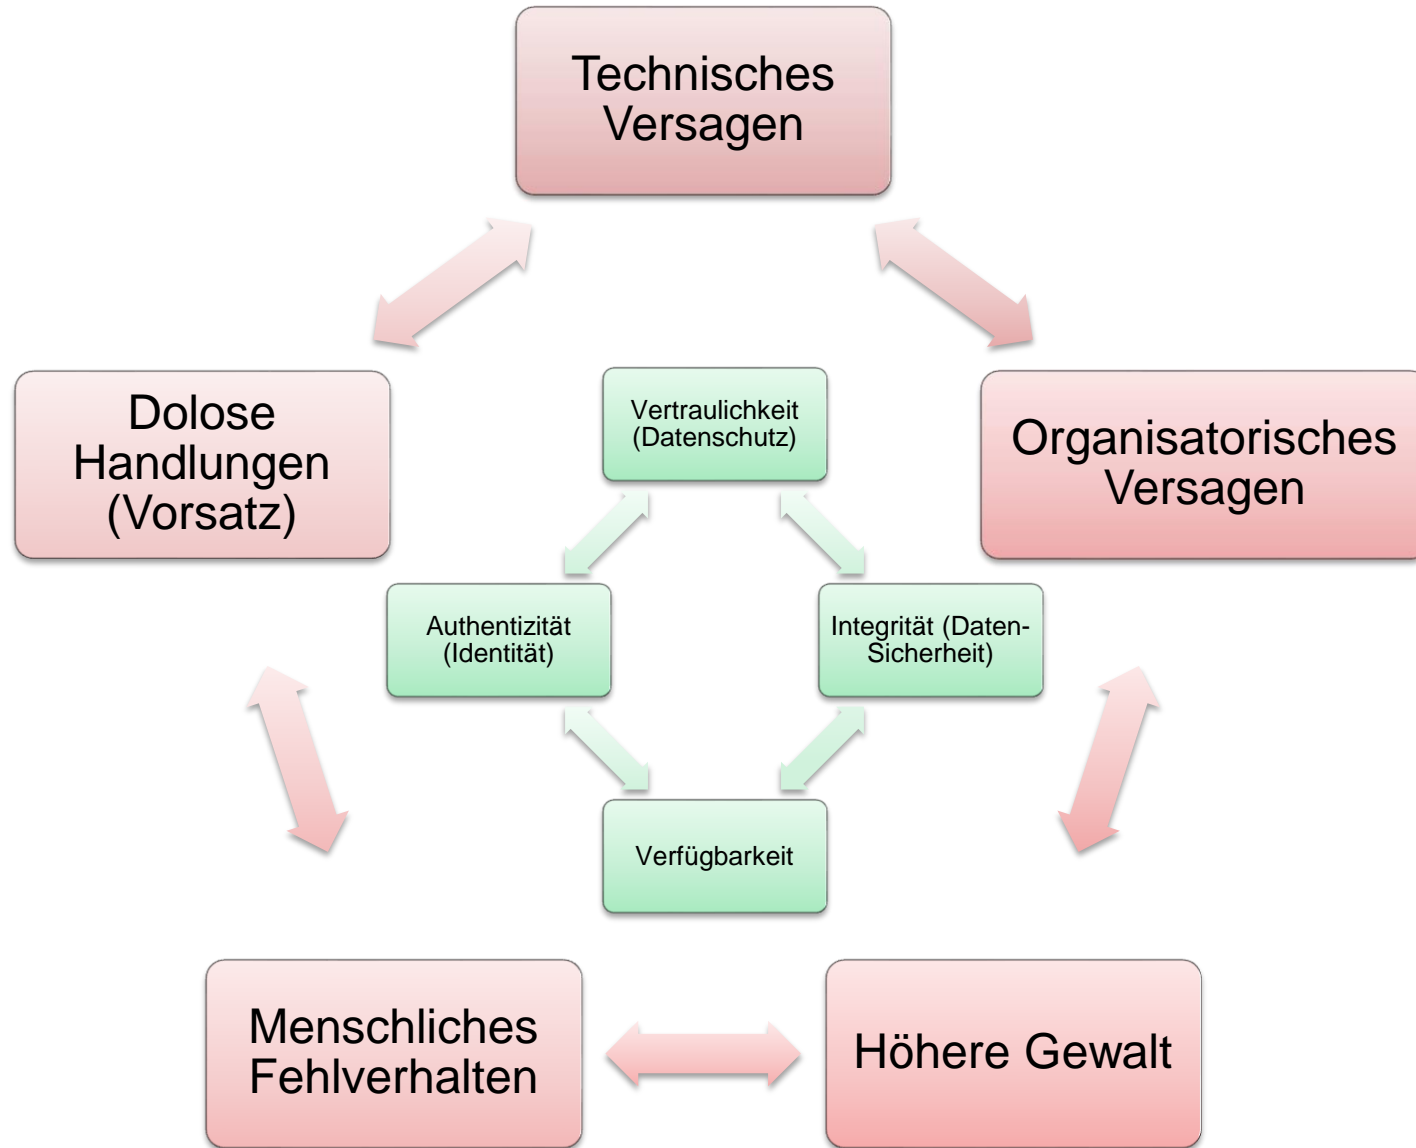 Technisches
Versagen
Dolose
Handlungen
(Vorsatz)
Vertraulichkeit
(Datenschutz)
Organisatorisches
Versagen
Authentizität
(Identität)
Integrität (Daten-
Sicherheit)
Verfügbarkeit
Menschliches
Fehlverhalten
Höhere Gewalt